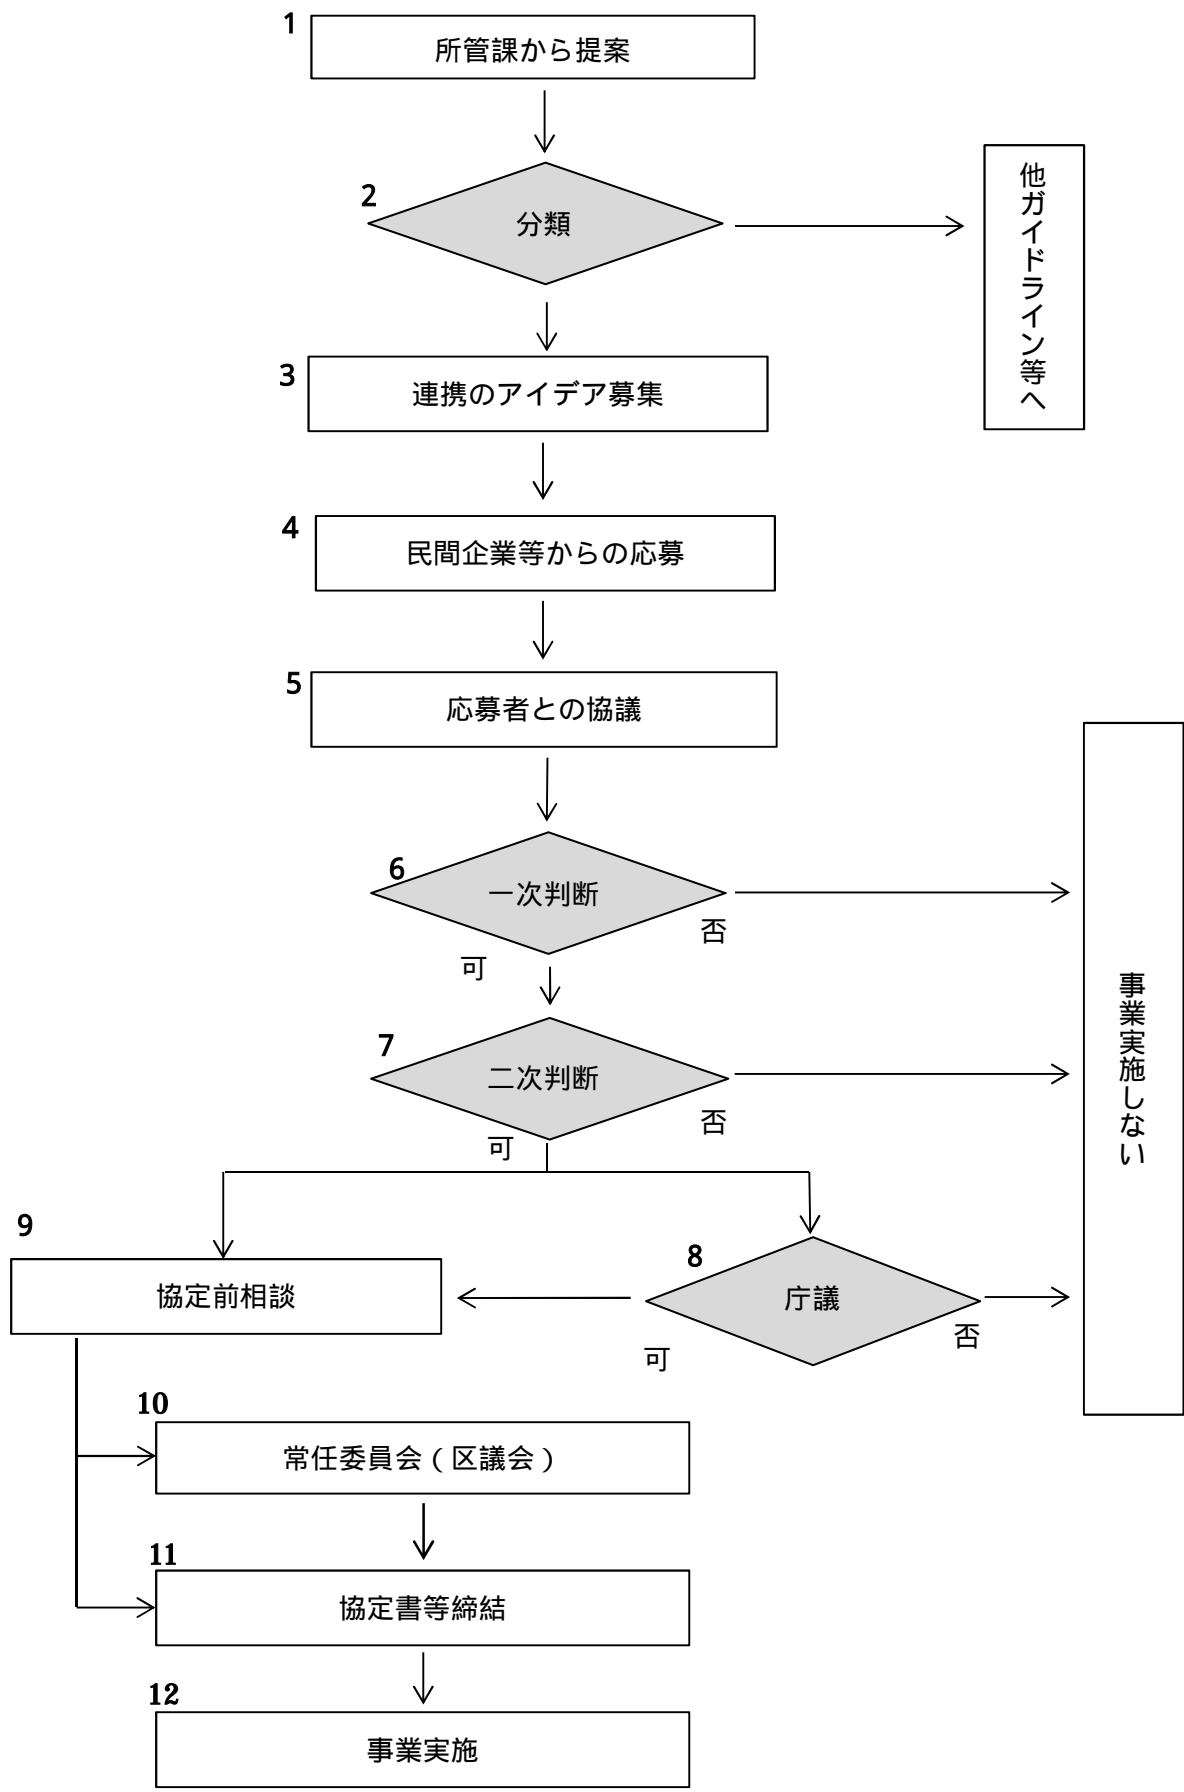 1
所管課から提案
2
分類
他ガイドライン等へ
3
連携のアイデア募集
4
民間企業等からの応募
5
応募者との協議
6
一次判断
否
可
事業実施しない
7
二次判断
否
可
9
協定前相談
8
庁議
否
可
10
常任委員会(区議会)
11
協定書等締結
12
事業実施